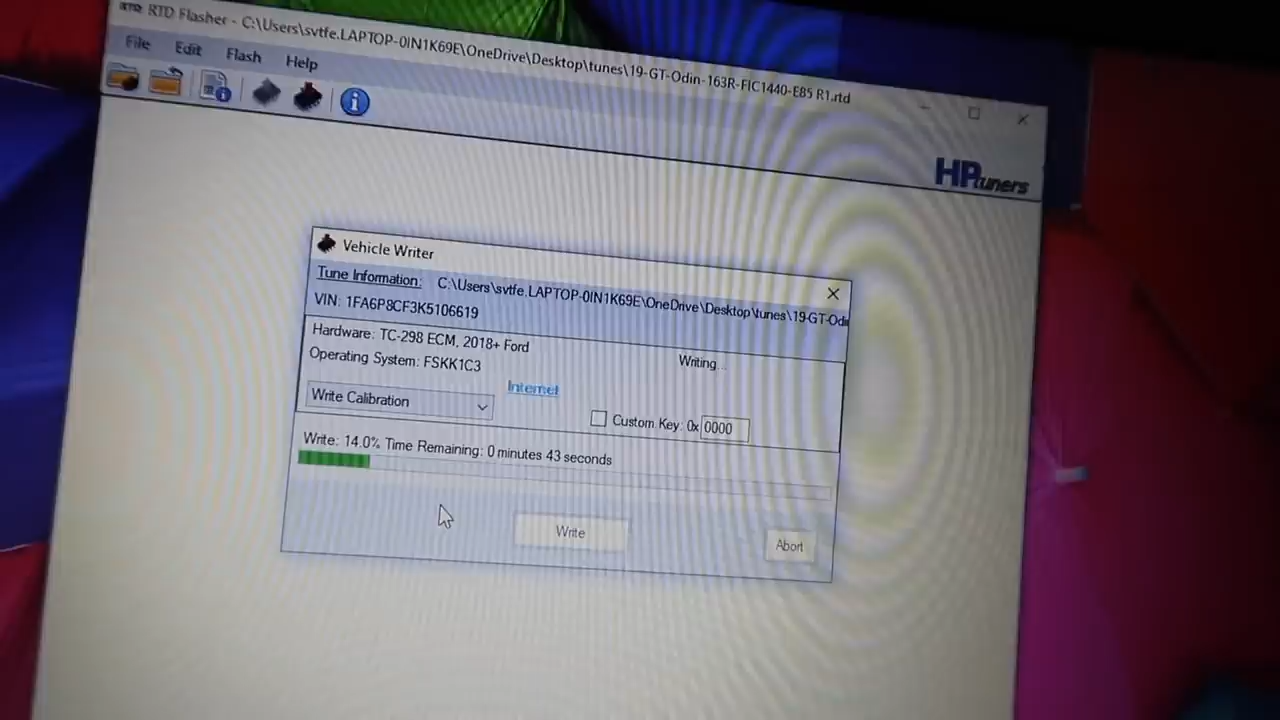 RTD RTD Flasher - C:\Users\svtfe.LAPTOP-0IN1K69E\OneDrive\Desktop\tunes\19-GT-Odin-163R-FIC1440-E85 R1.rtd
File Edit Flash Help
HPtuners
Vehicle Writer
Tune Information: C:\Users\svtfe.LAPTOP-0IN1K69E\OneDrive\Desktop\tunes\19-GT-Odi
VIN: 1FA6P8CF3K5106619
Hardware: TC-298 ECM, 2018+ Ford
Writing...
Operating System: FSKK1C3
Internet
Write Calibration
Custom Key: 0x 0000
Write: 14.0% Time Remaining: 0 minutes 43 seconds
Write
Abort